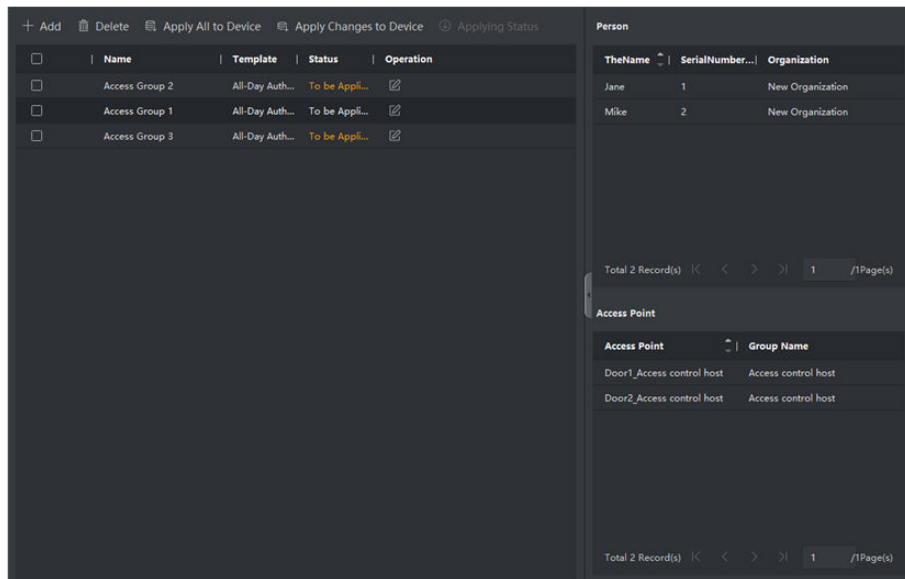 Add Delete Apply All to Device Apply Changes to Device Applying Status
Name Template Status Operation
Access Group 2 All-Day Auth... To be Appli...
Access Group 1 All-Day Auth... To be Appli...
Access Group 3 All-Day Auth... To be Appli...
Person
TheName SerialNumber... Organization
Jane 1 New Organization
Mike 2 New Organization
Total 2 Record(s) 1 /1Page(s)
Access Point
Access Point Group Name
Door1_Access control host Access control host
Door2_Access control host Access control host
Total 2 Record(s) 1 /1Page(s)